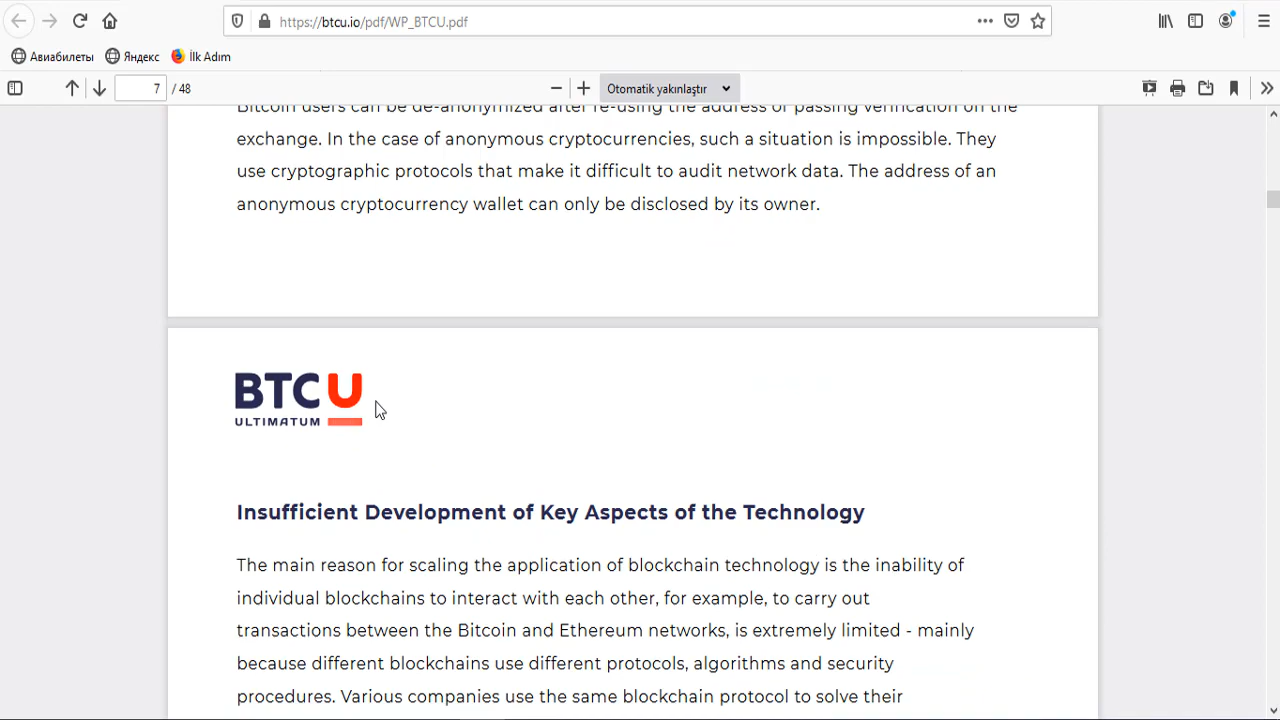 https://btcu.io/pdf/WP_BTCU.pdf
Авиабилеты Яндекс İlk Adım
7 / 48 Otomatik yakınlaştır
Bitcoin users can be de-anonymized after re-using the address or passing verification on the
exchange. In the case of anonymous cryptocurrencies, such a situation is impossible. They
use cryptographic protocols that make it difficult to audit network data. The address of an
anonymous cryptocurrency wallet can only be disclosed by its owner.
BTCU
ULTIMATUM
Insufficient Development of Key Aspects of the Technology
The main reason for scaling the application of blockchain technology is the inability of
individual blockchains to interact with each other, for example, to carry out
transactions between the Bitcoin and Ethereum networks, is extremely limited - mainly
because different blockchains use different protocols, algorithms and security
procedures. Various companies use the same blockchain protocol to solve their